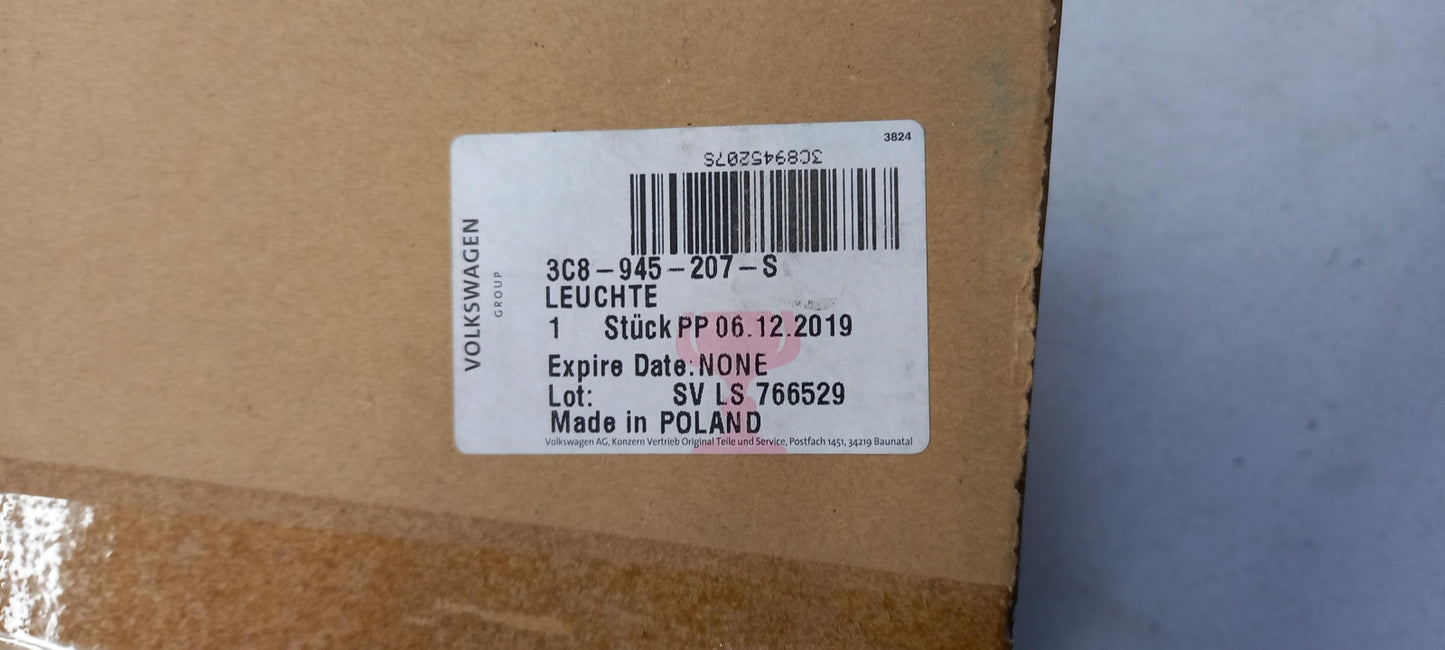 3824
3C8945207S
VOLKSWAGEN
GROUP
3C8-945-207-S
LEUCHTE
1 Stück PP 06.12.2019
Expire Date: NONE
Lot: SV LS 766529
Made in POLAND
Volkswagen AG, Konzern Vertrieb Original Teile und Service, Postfach 1451, 34219 Baunatal